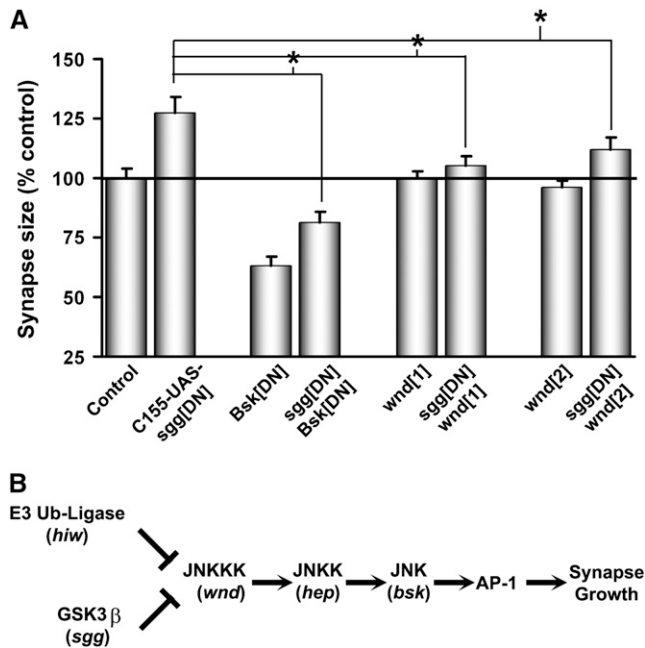 A
*
*
*
Synapse size (% control)
150
125
100
75
50
25
Control
C155-UAS-
sgg[DN]
Bsk[DN]
sgg[DN]
Bsk[DN]
wnd[1]
sgg[DN]
wnd[1]
wnd[2]
sgg[DN]
wnd[2]
B
E3 Ub-Ligase
(hiw)
GSK3β
(sgg)
JNKKK
(wnd)
JNKK
(hep)
JNK
(bsk)
AP-1
Synapse
Growth